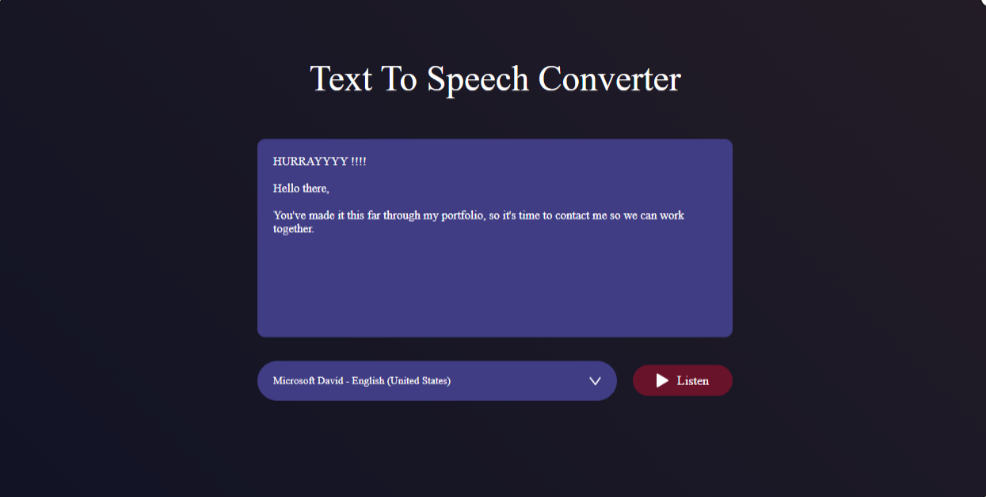 Text To Speech Converter
HURRAYYYY !!!!
Hello there,
You've made it this far through my portfolio, so it's time to contact me so we can work
together.
Microsoft David - English (United States)
Listen